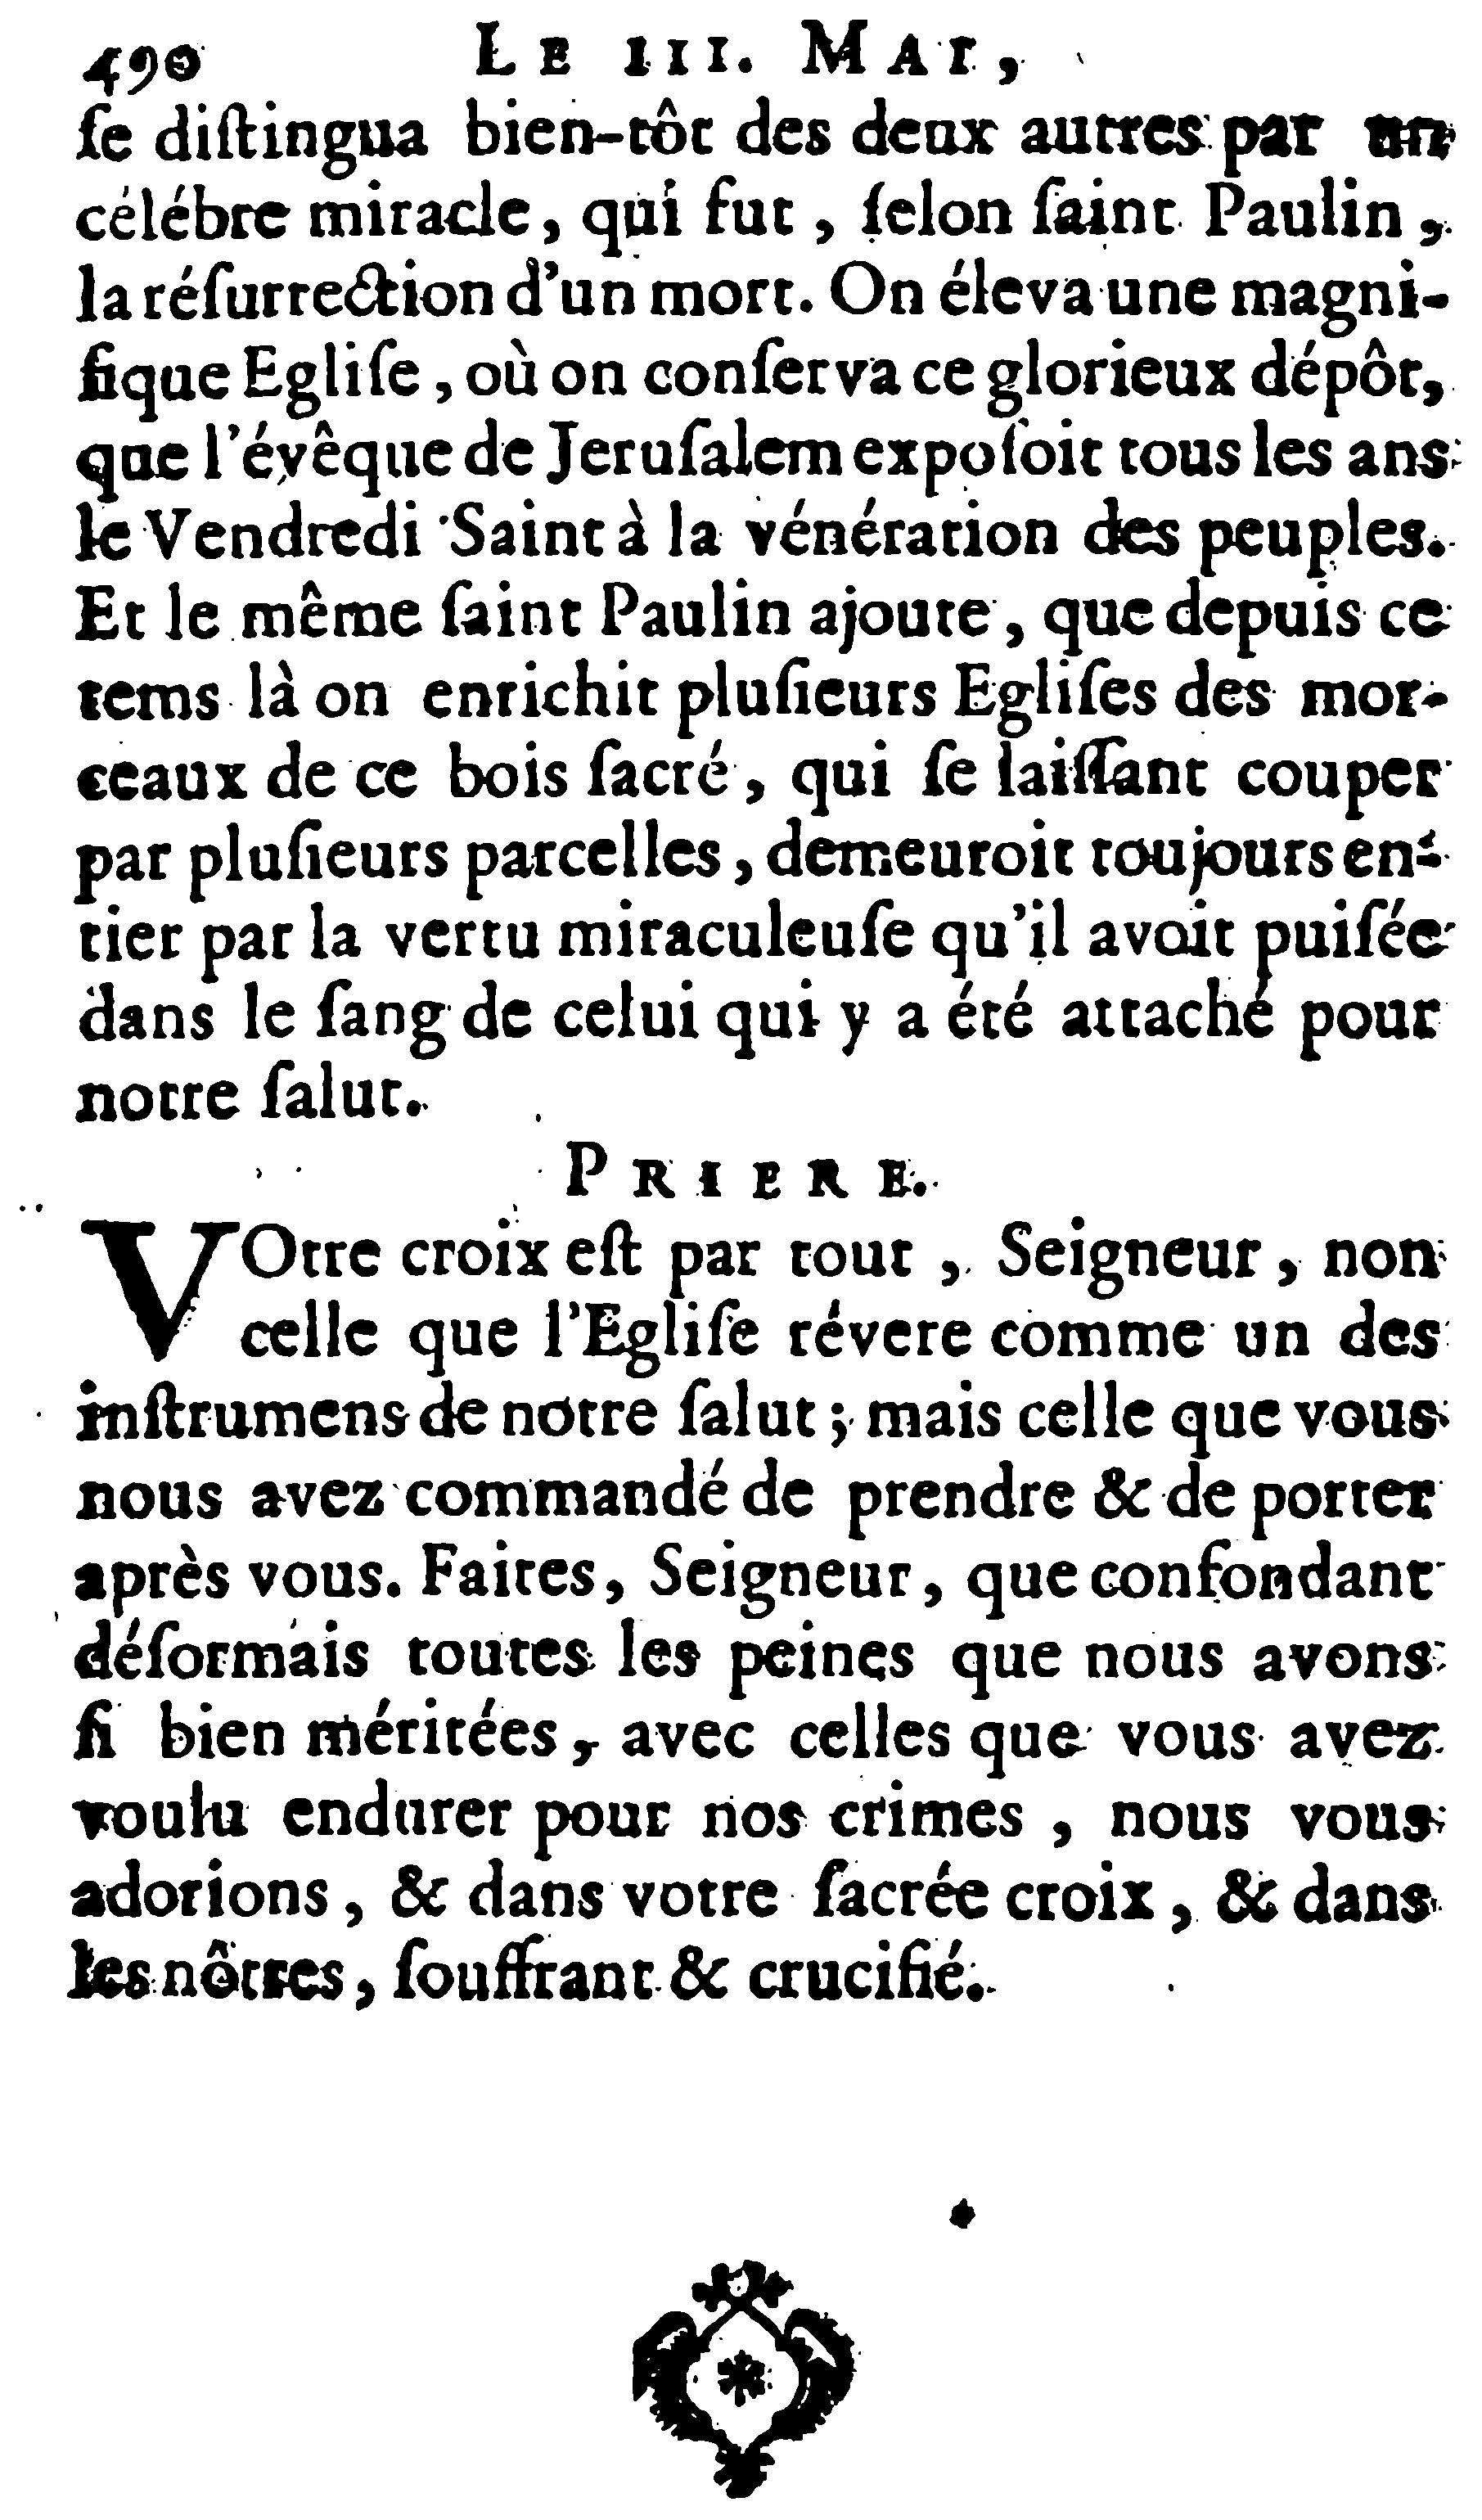 490 LE III. MAI,
ſe diſtingua bien-tôt des deux autres par un
célébre miracle, qui fut, ſelon ſaint Paulin,
la réſurrection d'un mort. On éleva une magni-
fique Egliſe, où on conſerva ce glorieux dépôt,
que l'évêque de Jeruſalem expoſoit tous les ans
le Vendredi Saint à la vénération des peuples.
Et le même ſaint Paulin ajoute, que depuis ce
tems là on enrichit pluſieurs Egliſes des mor-
ceaux de ce bois ſacré, qui ſe laiſſant couper
par pluſieurs parcelles, demeuroit toujours en-
tier par la vertu miraculeuſe qu'il avoit puiſée
dans le ſang de celui qui y a été attaché pour
notre ſalut.
PRIERE.
VOtre croix eſt par tout, Seigneur, non
celle que l'Egliſe révere comme un des
inſtrumens de notre ſalut; mais celle que vous
nous avez commandé de prendre & de porter
après vous. Faites, Seigneur, que confondant
déſormais toutes les peines que nous avons
ſi bien méritées, avec celles que vous avez
voulu endurer pour nos crimes, nous vous
adorions, & dans votre ſacrée croix, & dans
les nôtres, ſouffrant & crucifié.